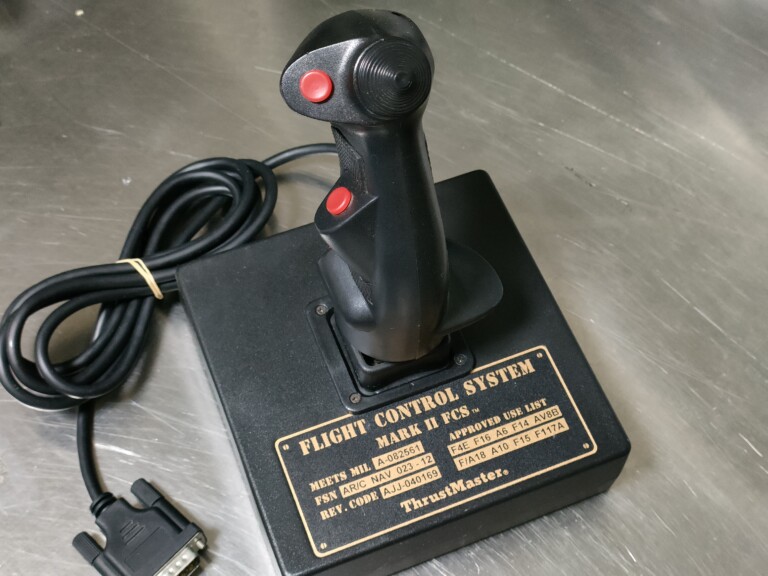 FLIGHT CONTROL SYSTEM
MARK II FCS™
MEETS MIL A-082561
FSN AR/C NAV 023-12
REV. CODE AJJ-040169
APPROVED USE LIST
F4E F16 A6 F14 AV8B
F/A18 A10 F15 F117A
ThrustMaster®